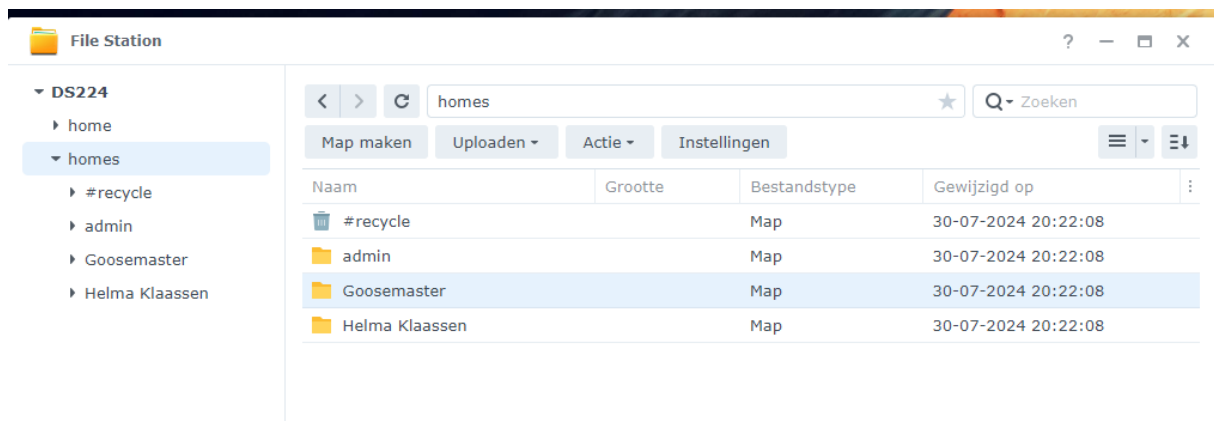 File Station
DS224
home
homes
#recycle
admin
Goosemaster
Helma Klaassen
homes
Zoeken
Map maken Uploaden Actie Instellingen
Naam Grootte Bestandstype Gewijzigd op
#recycle Map 30-07-2024 20:22:08
admin Map 30-07-2024 20:22:08
Goosemaster Map 30-07-2024 20:22:08
Helma Klaassen Map 30-07-2024 20:22:08